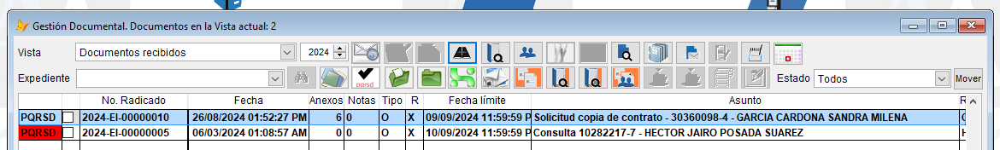 Gestión Documental. Documentos en la Vista actual: 2
Vista Documentos recibidos 2024
Expediente pqrsd Estado Todos Mover
No. Radicado Fecha Anexos Notas Tipo R Fecha límite Asunto R
PQRSD 2024-EI-00000010 26/08/2024 01:52:27 PM 6 0 O X 09/09/2024 11:59:59 P Solicitud copia de contrato - 30360098-4 - GARCIA CARDONA SANDRA MILENA
PQRSD 2024-EI-00000005 06/03/2024 01:08:57 AM 0 0 O X 10/09/2024 11:59:59 P Consulta 10282217-7 - HECTOR JAIRO POSADA SUAREZ H